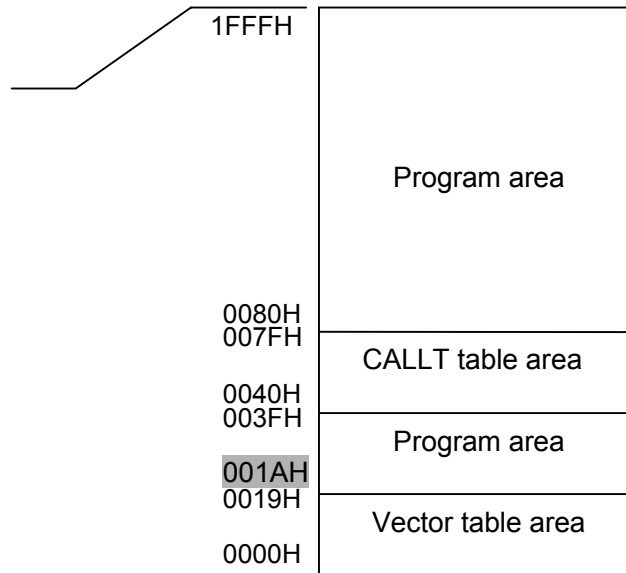 1FFFH
Program area
0080H
007FH
CALLT table area
0040H
003FH
Program area
001AH
0019H
Vector table area
0000H